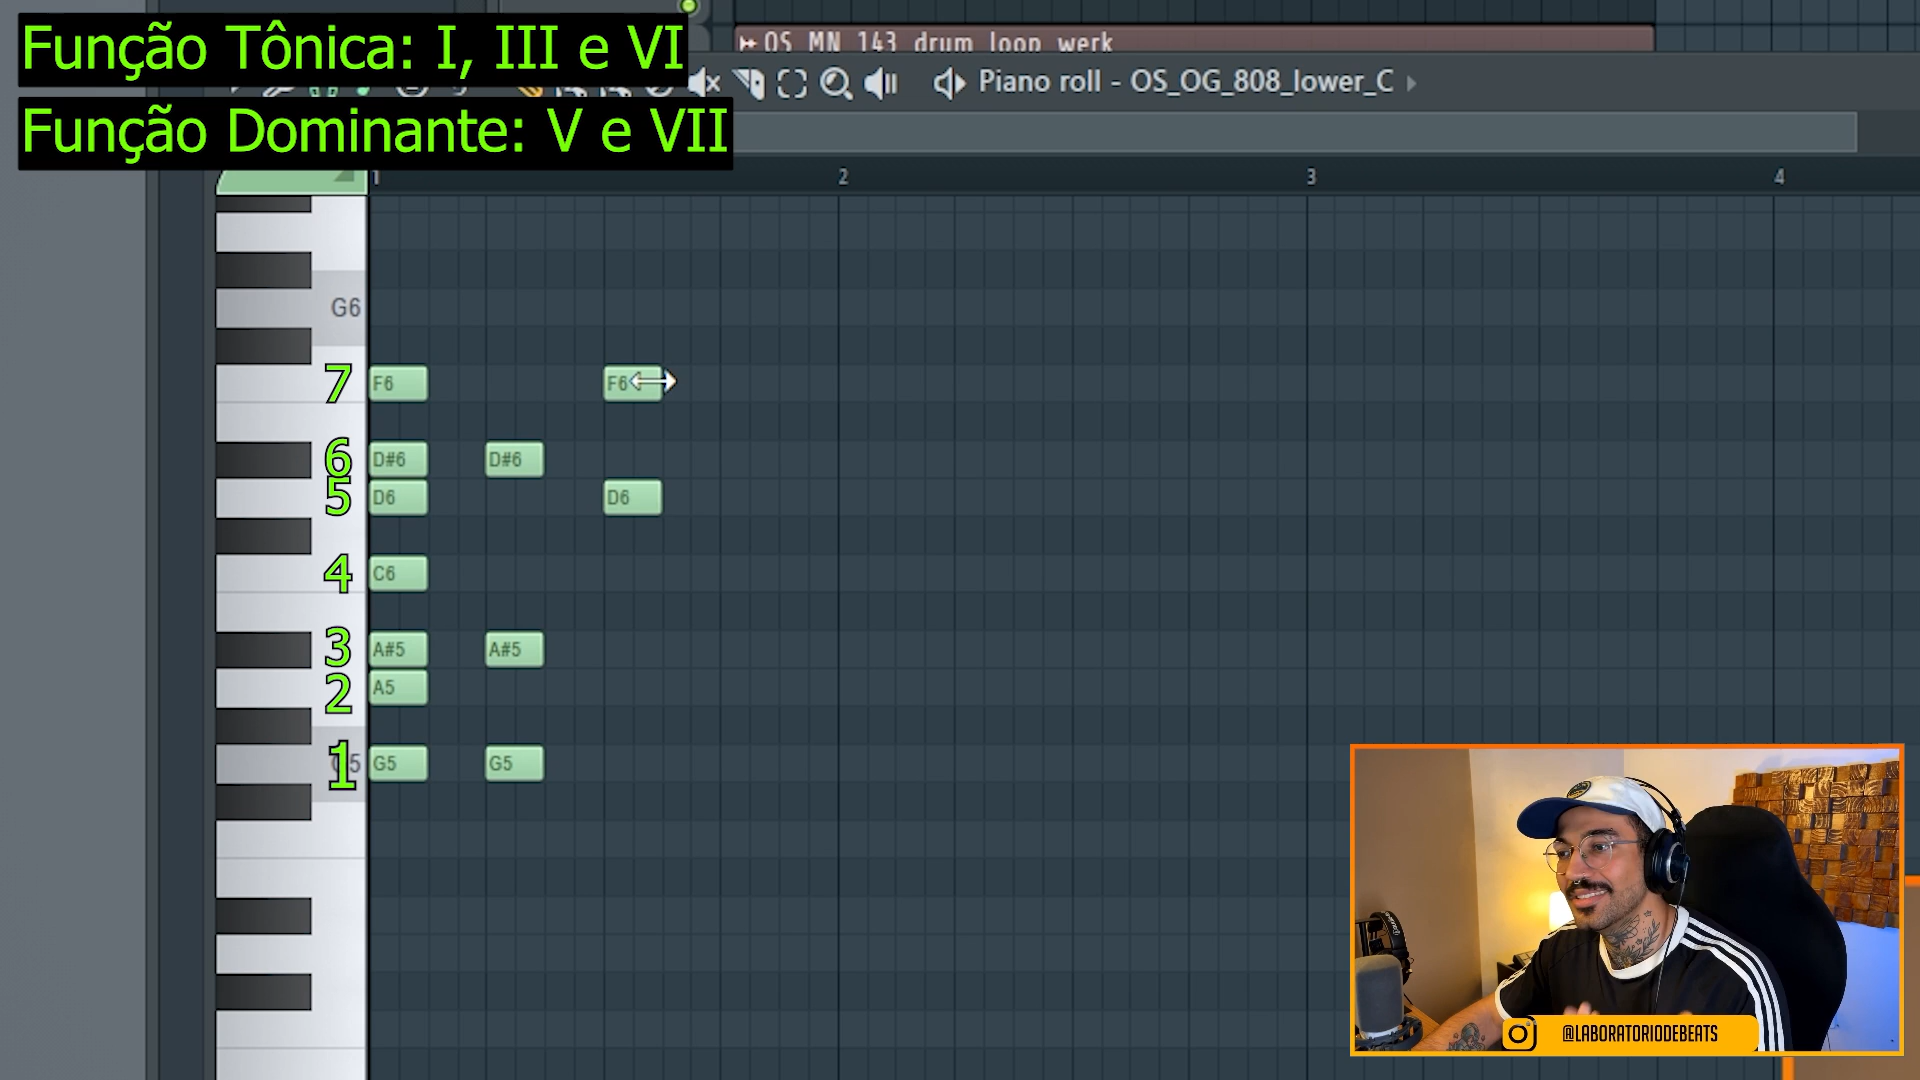 Função Tônica: I, III e VI
OS_MN_143_drum_loop_werk
Piano roll - OS_OG_808_lower_C
Função Dominante: V e VII
1 2 3 4
G6
7 F6 F6
6 D#6 D#6
5 D6 D6
4 C6
3 A#5 A#5
2 A5
1 G5 G5
@LABORATORIODEBEATS